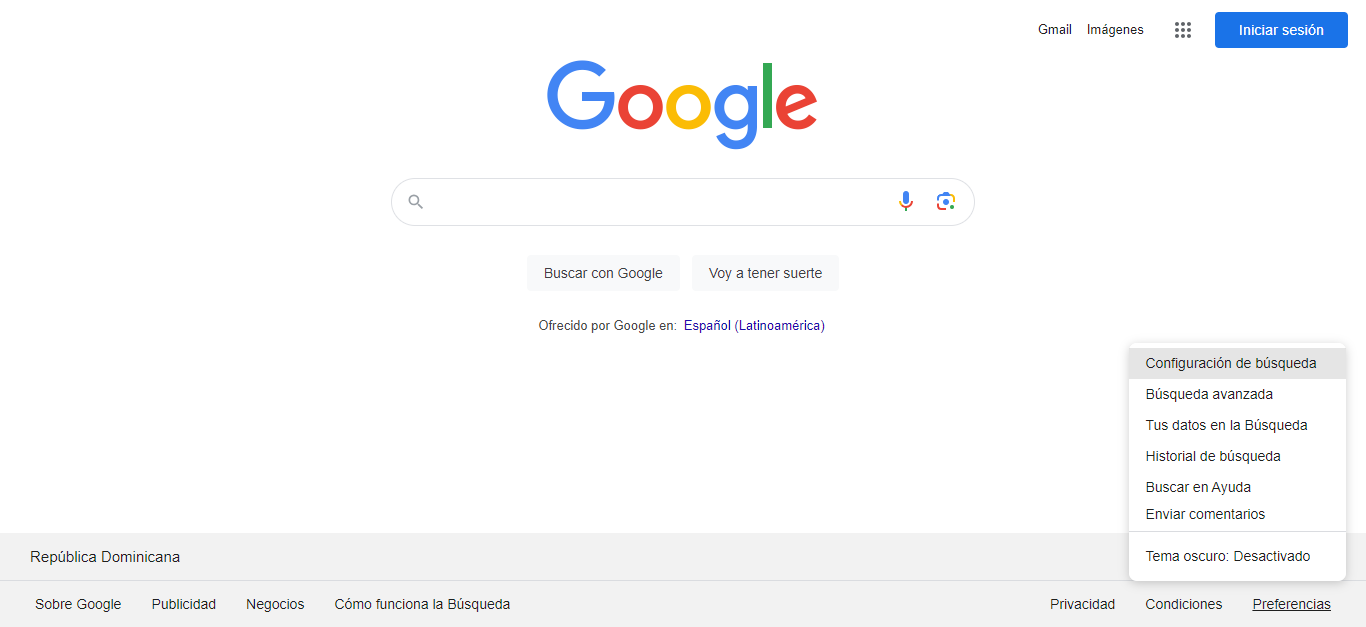 Gmail Imágenes Iniciar sesión
Google
Buscar con Google Voy a tener suerte
Ofrecido por Google en: Español (Latinoamérica)
Configuración de búsqueda
Búsqueda avanzada
Tus datos en la Búsqueda
Historial de búsqueda
Buscar en Ayuda
Enviar comentarios
Tema oscuro: Desactivado
República Dominicana
Sobre Google Publicidad Negocios Cómo funciona la Búsqueda Privacidad Condiciones Preferencias